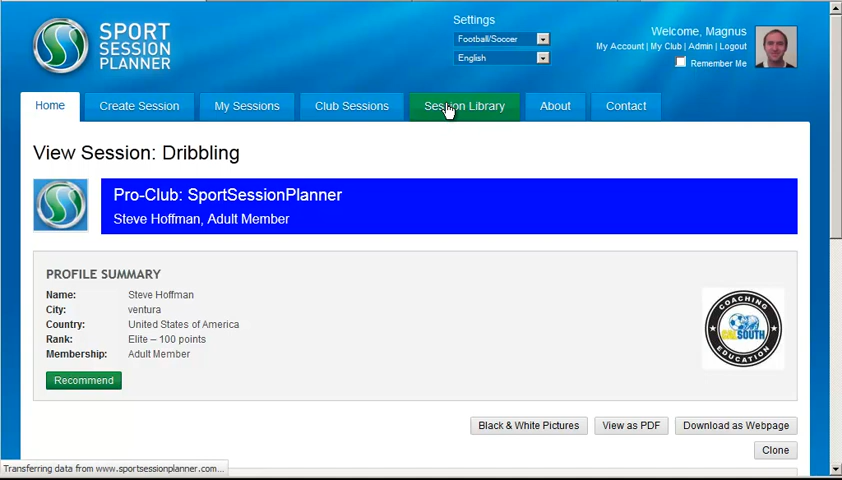 SPORT
SESSION
PLANNER
Settings
Football/Soccer
English
Welcome, Magnus
My Account | My Club | Admin | Logout
Remember Me
Home
Create Session
My Sessions
Club Sessions
Session Library
About
Contact
View Session: Dribbling
Pro-Club: SportSessionPlanner
Steve Hoffman, Adult Member
PROFILE SUMMARY
Name: Steve Hoffman
City: ventura
Country: United States of America
Rank: Elite – 100 points
Membership: Adult Member
Recommend
COACHING
CALSOUTH
EDUCATION
Black & White Pictures
View as PDF
Download as Webpage
Clone
Transferring data from www.sportsessionplanner.com...